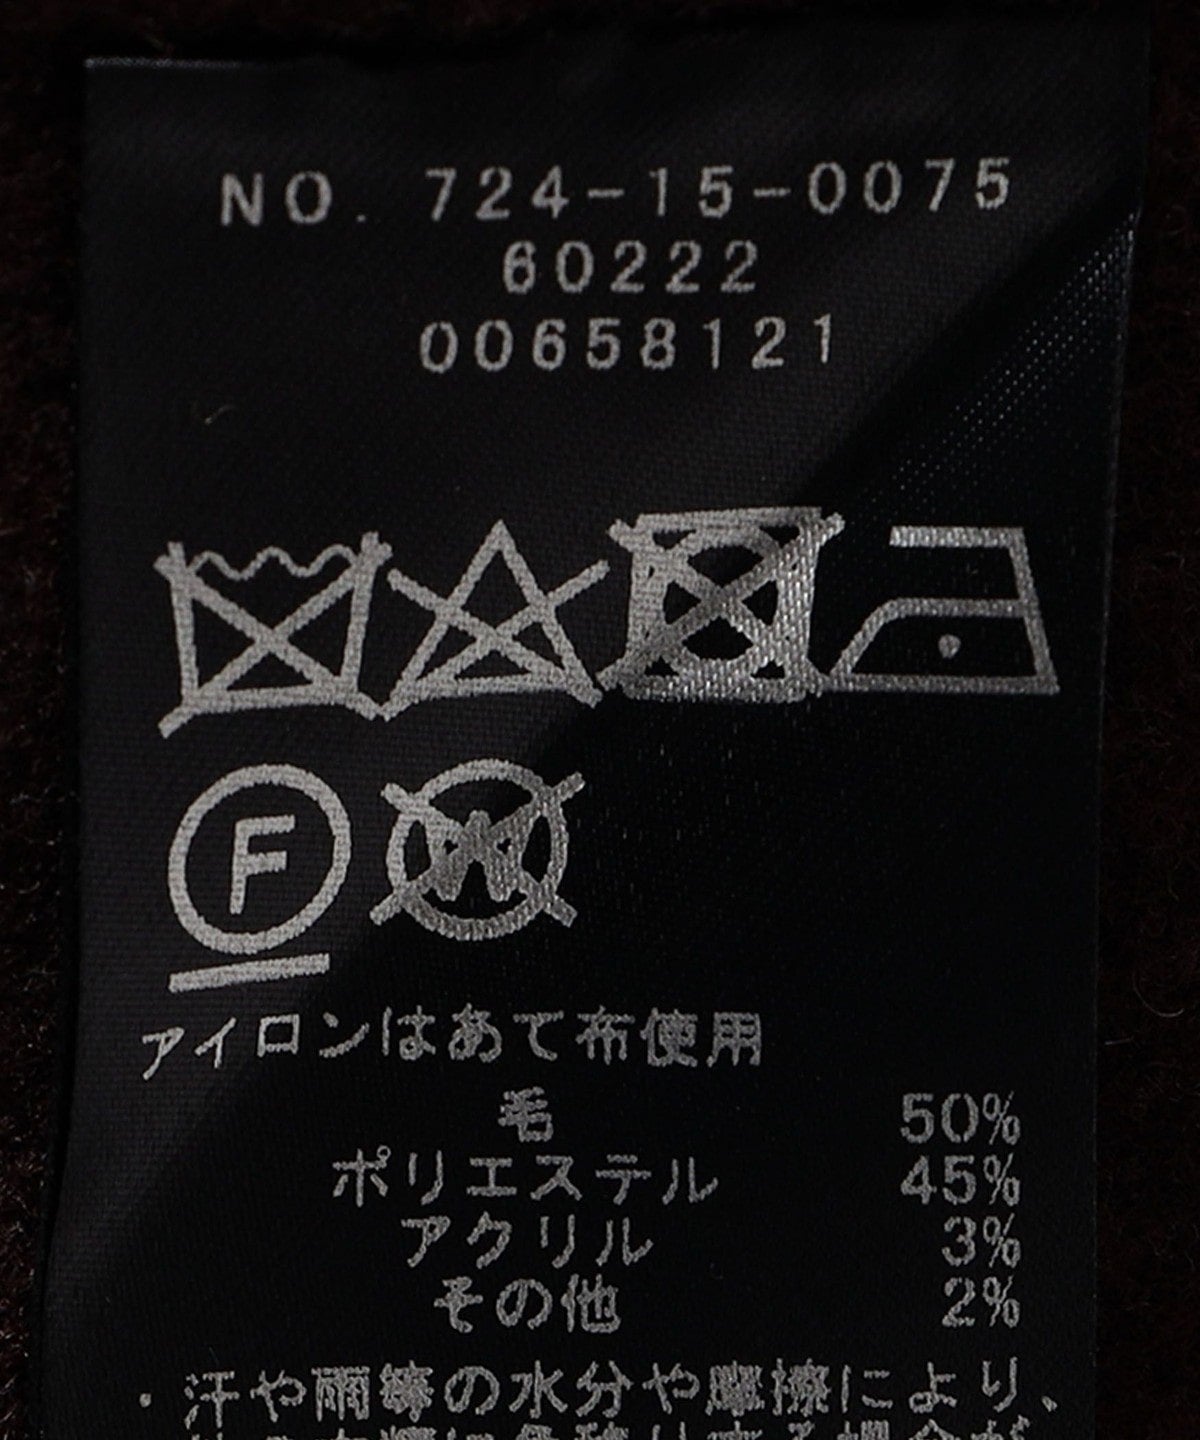 NO. 724-15-0075
60222
00658121
F
W
アイロンはあて布使用
毛 50%
ポリエステル 45%
アクリル 3%
その他 2%
・汗や雨等の水分や摩擦により、